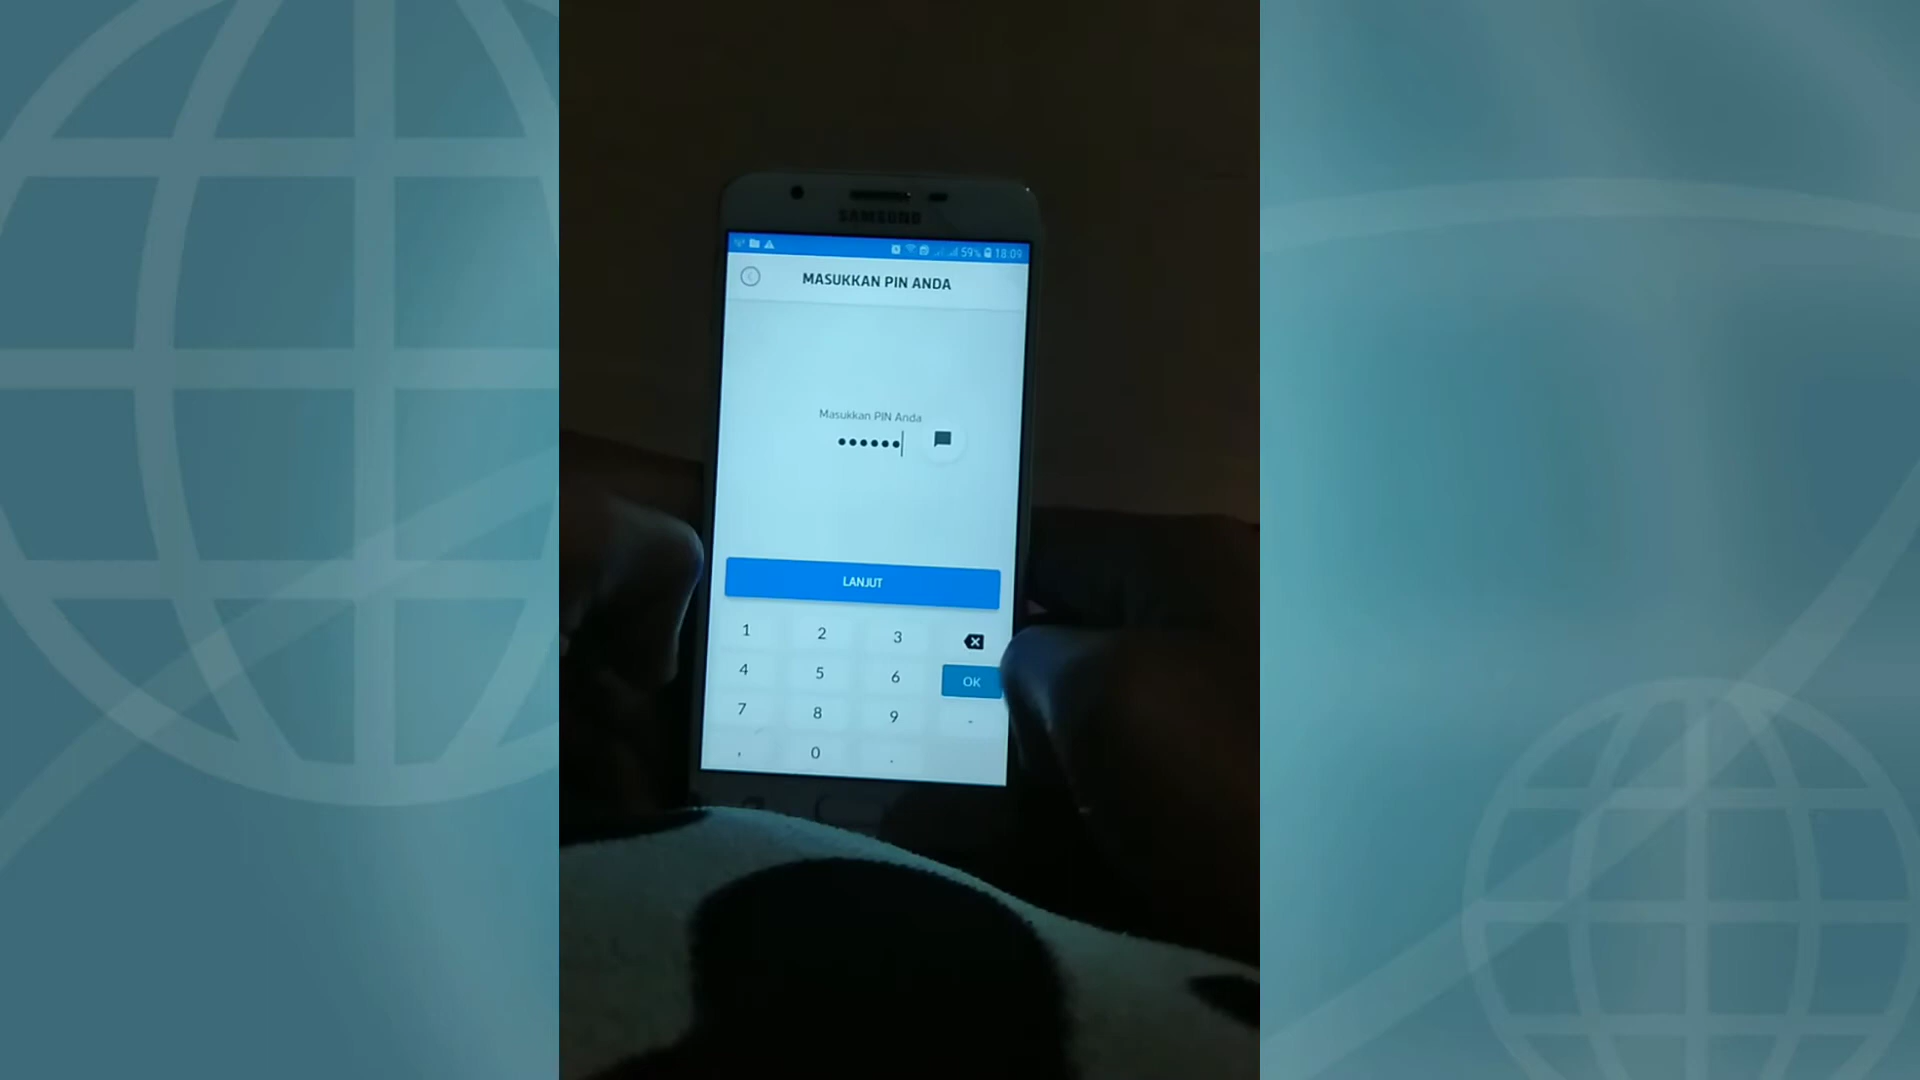 SAMSUNG
59% 18:09
MASUKKAN PIN ANDA
Masukkan PIN Anda
LANJUT
1 2 3
4 5 6 OK
7 8 9 -
, 0 .